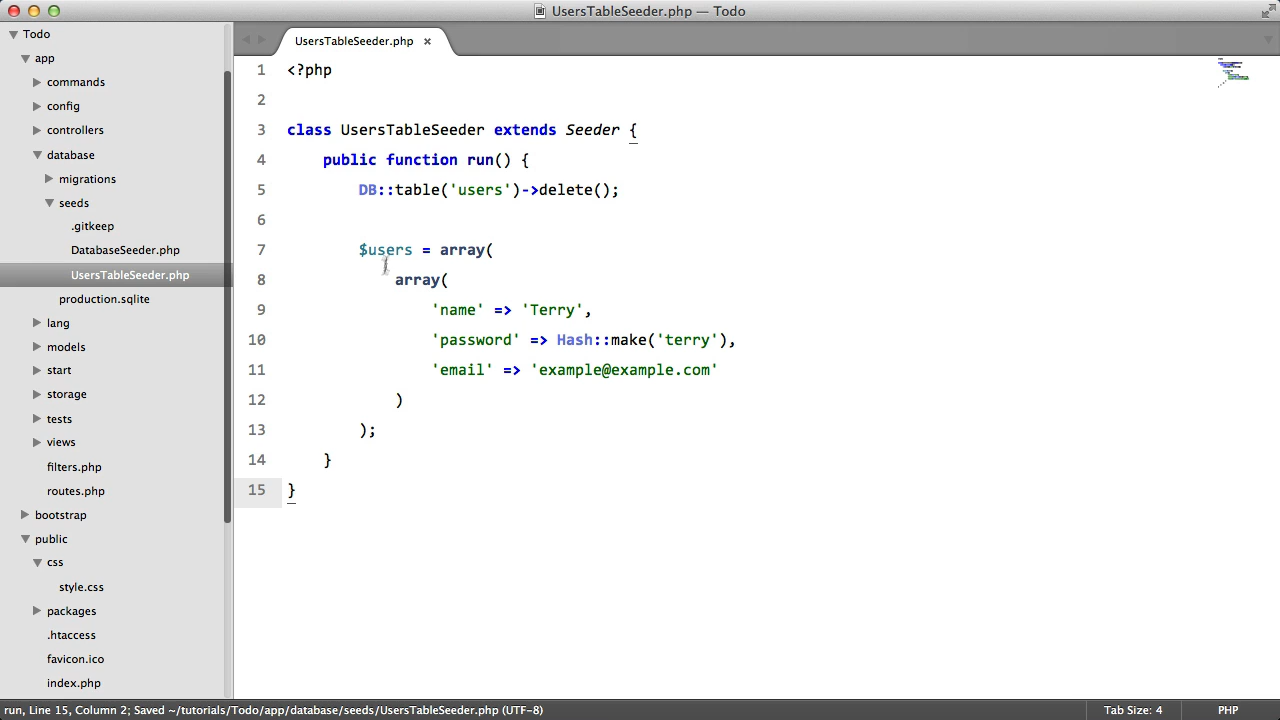 UsersTableSeeder.php — Todo
Todo
app
commands
config
controllers
database
migrations
seeds
.gitkeep
DatabaseSeeder.php
UsersTableSeeder.php
production.sqlite
lang
models
start
storage
tests
views
filters.php
routes.php
bootstrap
public
css
style.css
packages
.htaccess
favicon.ico
index.php
UsersTableSeeder.php ×
1 <?php
2
3 class UsersTableSeeder extends Seeder {
4 public function run() {
5 DB::table('users')->delete();
6
7 $users = array(
8 array(
9 'name' => 'Terry',
10 'password' => Hash::make('terry'),
11 'email' => 'example@example.com'
12 )
13 );
14 }
15 }
run, Line 15, Column 2; Saved ~/tutorials/Todo/app/database/seeds/UsersTableSeeder.php (UTF-8)
Tab Size: 4
PHP